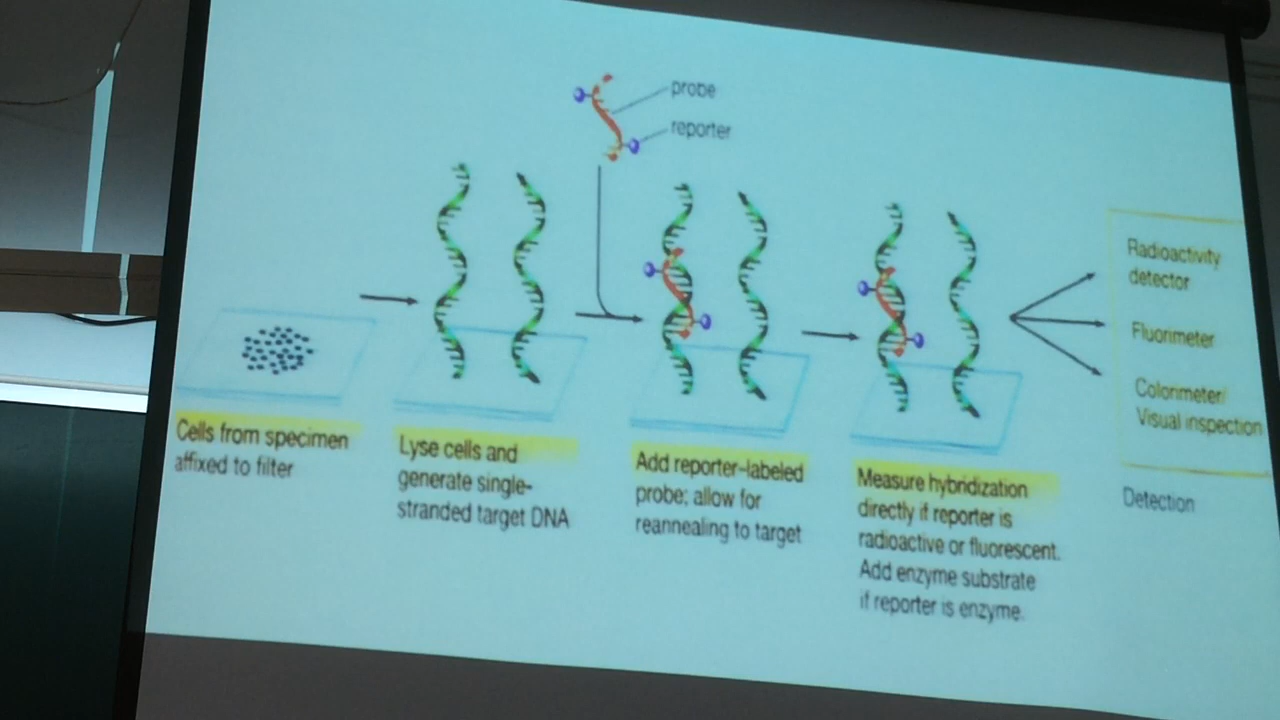 probe
reporter
Cells from specimen
affixed to filter
Lyse cells and
generate single-
stranded target DNA
Add reporter-labeled
probe; allow for
reannealing to target
Measure hybridization
directly if reporter is
radioactive or fluorescent.
Add enzyme substrate
if reporter is enzyme.
Radioactivity
detector
Fluorimeter
Colorimeter/
Visual inspection
Detection